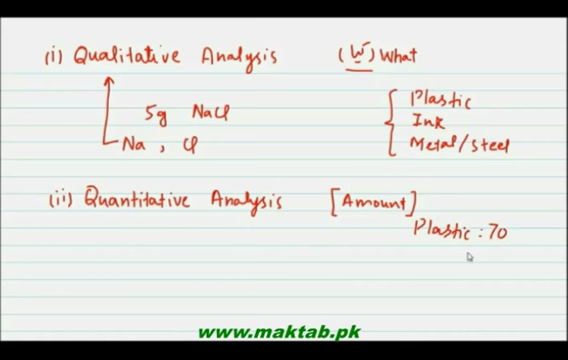 (i) Qualitative Analysis (W) What
5g NaCl
Na, Cl
Plastic
Ink
Metal/Steel
(ii) Quantitative Analysis [Amount]
Plastic : 70
www.maktab.pk